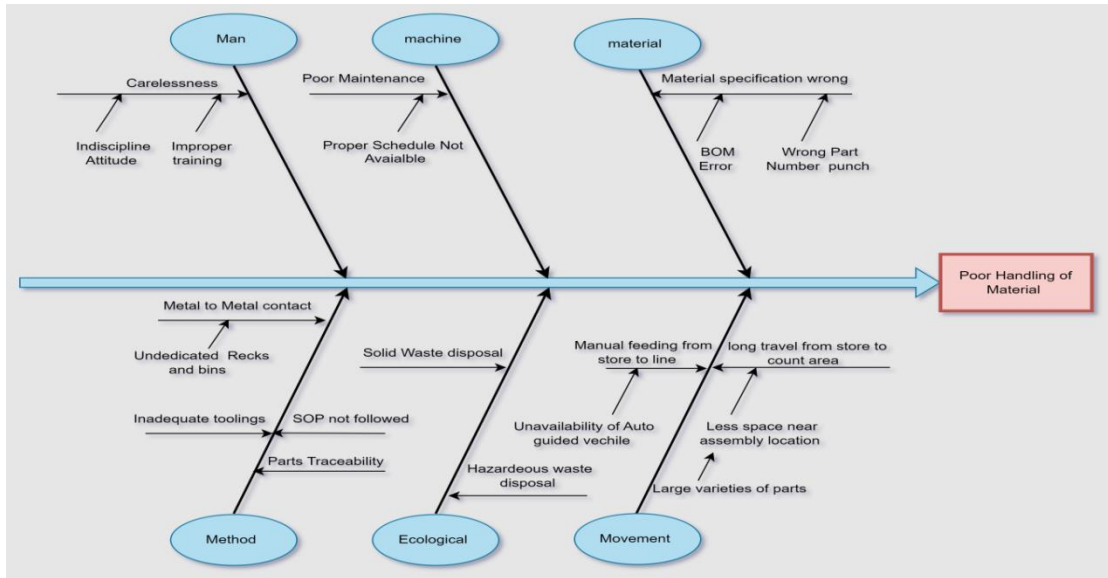 Man
machine
material
Carelessness
Poor Maintenance
Material specification wrong
Indiscipline
Attitude
Improper
training
Proper Schedule Not
Avaialble
BOM
Error
Wrong Part
Number punch
Poor Handling of
Material
Metal to Metal contact
Undedicated Recks
and bins
Solid Waste disposal
Manual feeding from
store to line
long travel from store to
count area
Inadequate toolings
SOP not followed
Unavailability of Auto
guided vechile
Less space near
assembly location
Parts Traceability
Hazardeous waste
disposal
Large varieties of parts
Method
Ecological
Movement